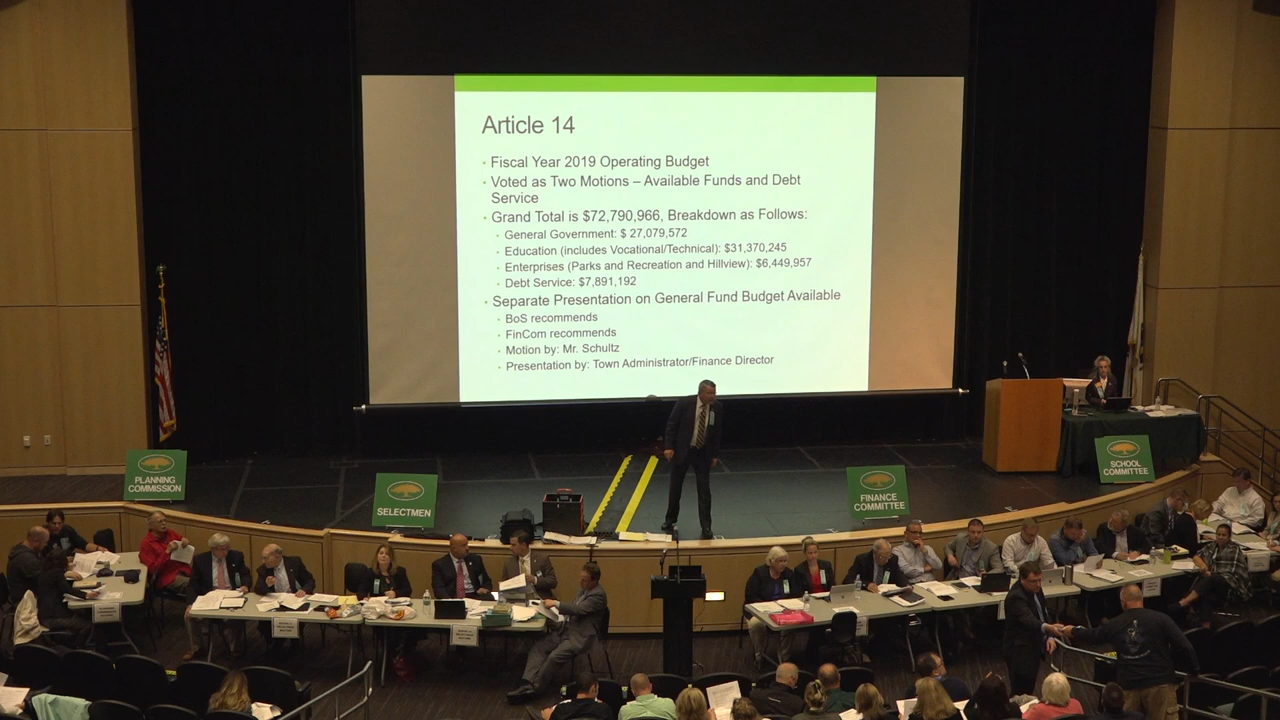 Article 14
· Fiscal Year 2019 Operating Budget
· Voted as Two Motions – Available Funds and Debt
Service
· Grand Total is $72,790,966, Breakdown as Follows:
· General Government: $ 27,079,572
· Education (includes Vocational/Technical): $31,370,245
· Enterprises (Parks and Recreation and Hillview): $6,449,957
· Debt Service: $7,891,192
· Separate Presentation on General Fund Budget Available
· BoS recommends
· FinCom recommends
· Motion by: Mr. Schultz
· Presentation by: Town Administrator/Finance Director
PLANNING
COMMISSION
SELECTMEN
FINANCE
COMMITTEE
SCHOOL
COMMITTEE